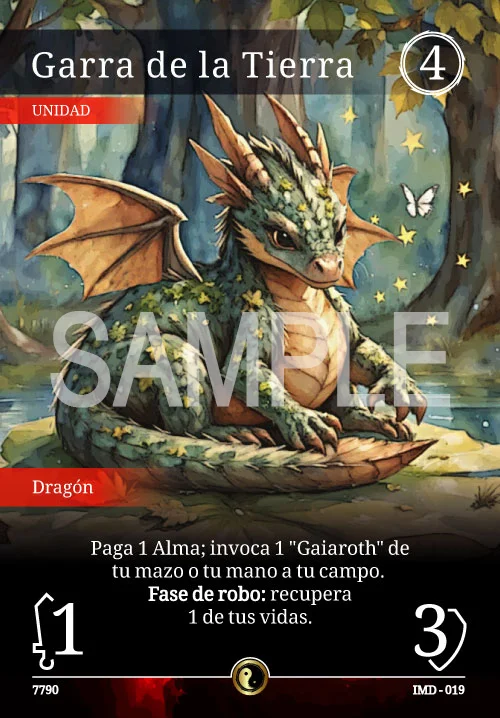 Garra de la Tierra
4
UNIDAD
SAMPLE
Dragón
Paga 1 Alma; invoca 1 "Gaiaroth" de
tu mazo o tu mano a tu campo.
Fase de robo: recupera
1 de tus vidas.
1
3
7790
IMD - 019